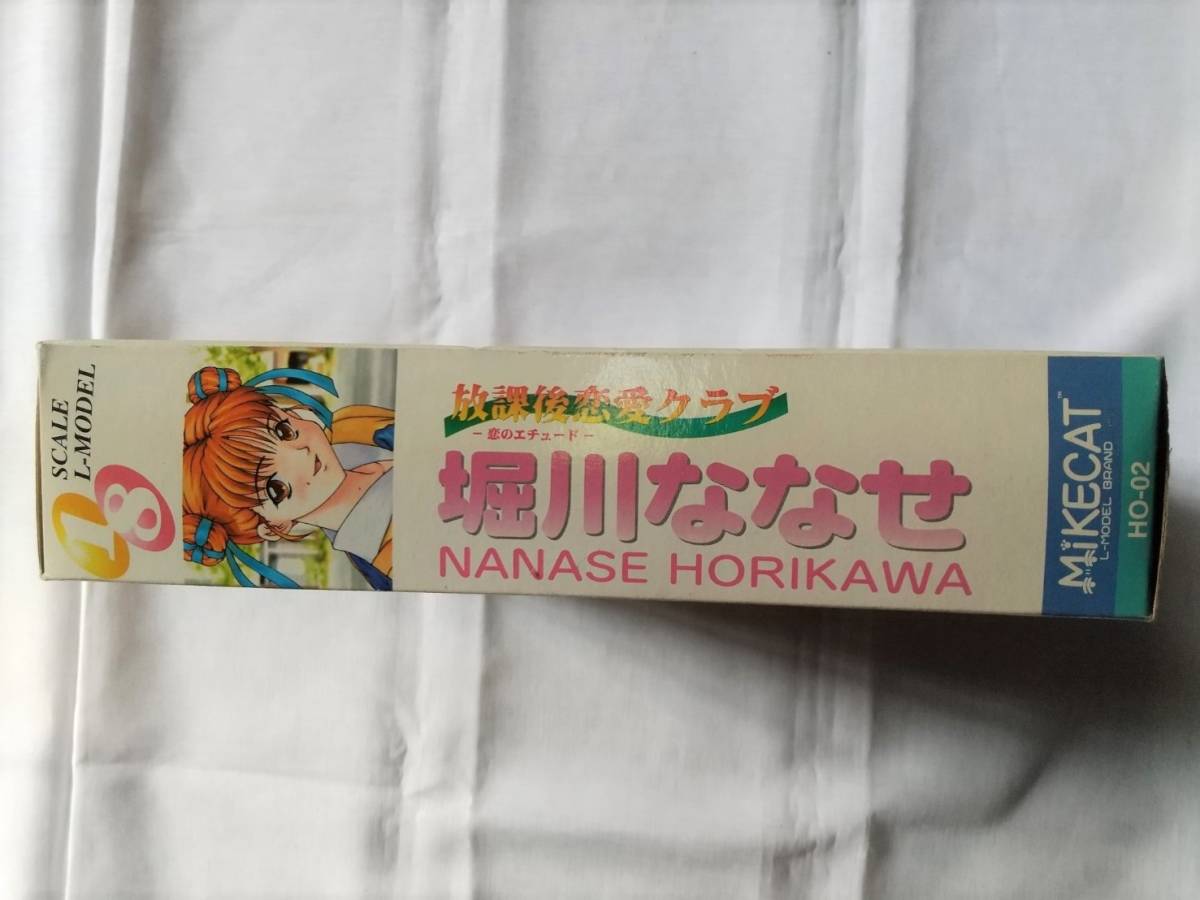 SCALE
L-MODEL
1 8
放課後恋愛クラブ
－恋のエチュード－
堀川ななせ
NANASE HORIKAWA
MiKECAT™
L-MODEL BRAND
HO-02